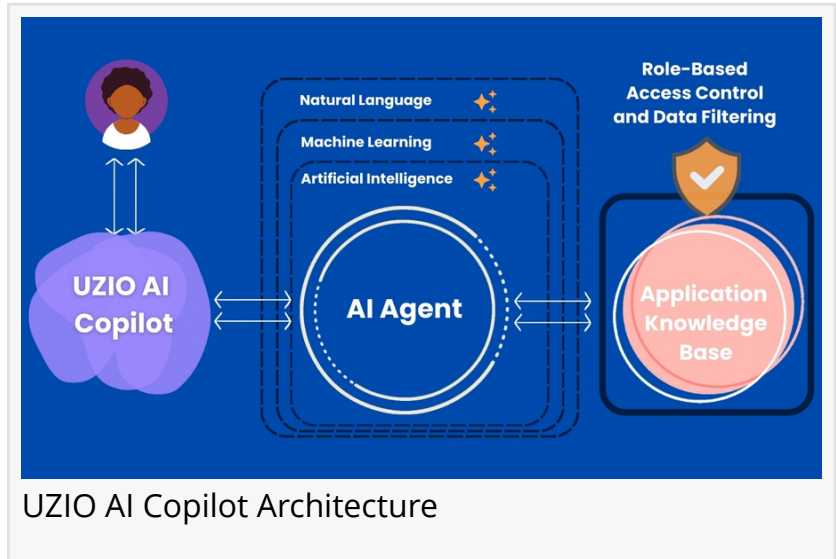 Role-Based
Access Control
and Data Filtering
Natural Language
Machine Learning
Artificial Intelligence
UZIO AI
Copilot
AI Agent
Application
Knowledge
Base
UZIO AI Copilot Architecture